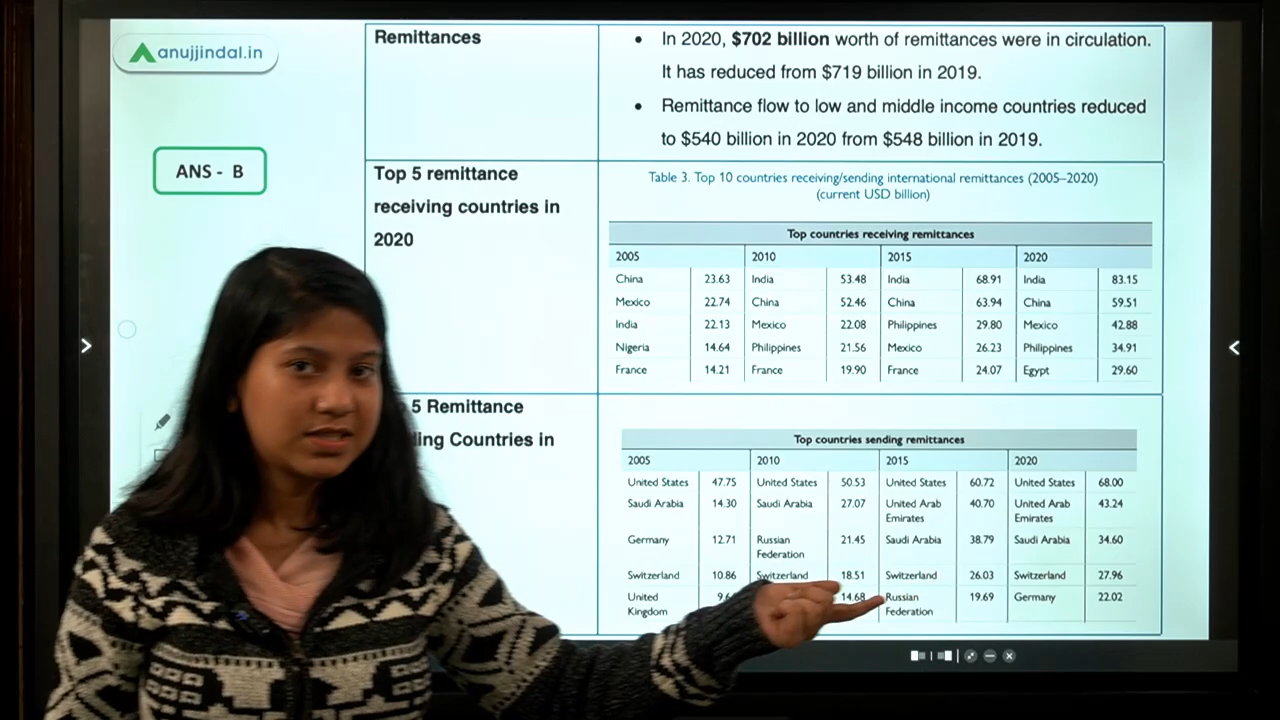 anujjindal.in
ANS - B
Remittances
• In 2020, $702 billion worth of remittances were in circulation.
It has reduced from $719 billion in 2019.
• Remittance flow to low and middle income countries reduced
to $540 billion in 2020 from $548 billion in 2019.
Top 5 remittance
receiving countries in
2020
Table 3. Top 10 countries receiving/sending international remittances (2005–2020)
(current USD billion)
Top countries receiving remittances
2005 2010 2015 2020
China 23.63 India 53.48 India 68.91 India 83.15
Mexico 22.74 China 52.46 China 63.94 China 59.51
India 22.13 Mexico 22.08 Philippines 29.80 Mexico 42.88
Nigeria 14.64 Philippines 21.56 Mexico 26.23 Philippines 34.91
France 14.21 France 19.90 France 24.07 Egypt 29.60
5 Remittance
Countries in
Top countries sending remittances
2005 2010 2015 2020
United States 47.75 United States 50.53 United States 60.72 United States 68.00
Saudi Arabia 14.30 Saudi Arabia 27.07 United Arab 40.70 United Arab 43.24
Emirates Emirates
Germany 12.71 Russian 21.45 Saudi Arabia 38.79 Saudi Arabia 34.60
Federation
Switzerland 10.86 Switzerland 18.51 Switzerland 26.03 Switzerland 27.96
United 14.68 Russian 19.69 Germany 22.02
Kingdom Federation